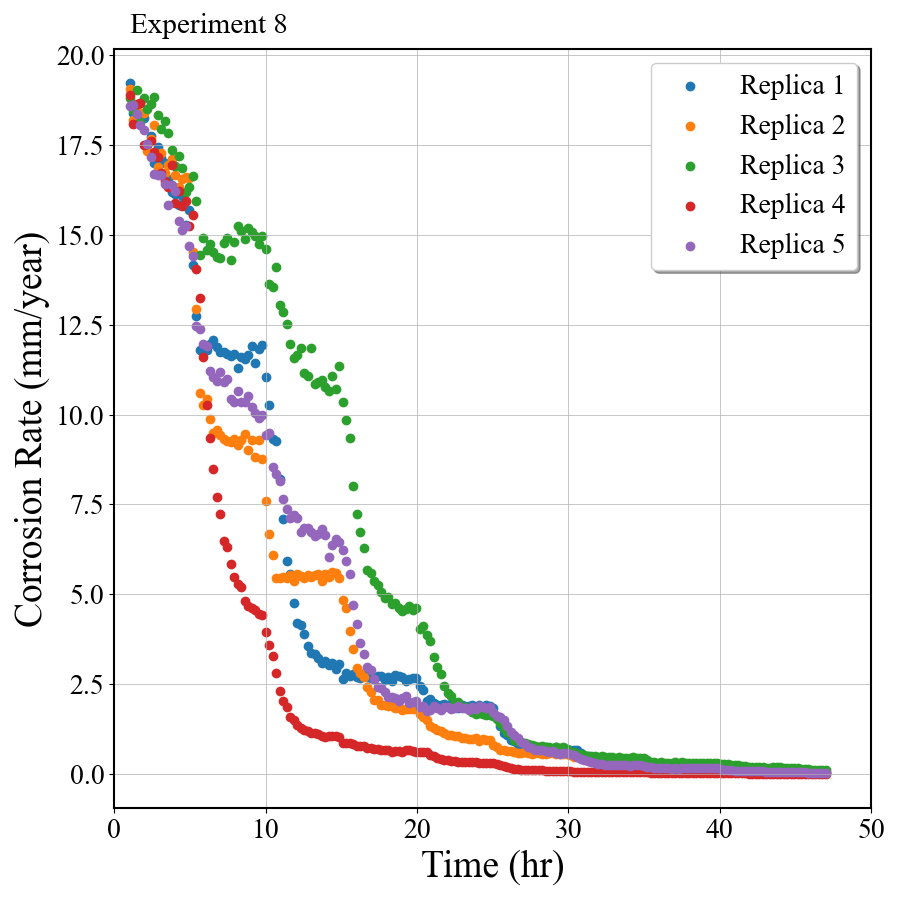 Experiment 8
20.0
17.5
15.0
12.5
10.0
7.5
5.0
2.5
0.0
Corrosion Rate (mm/year)
Replica 1
Replica 2
Replica 3
Replica 4
Replica 5
0 10 20 30 40 50
Time (hr)